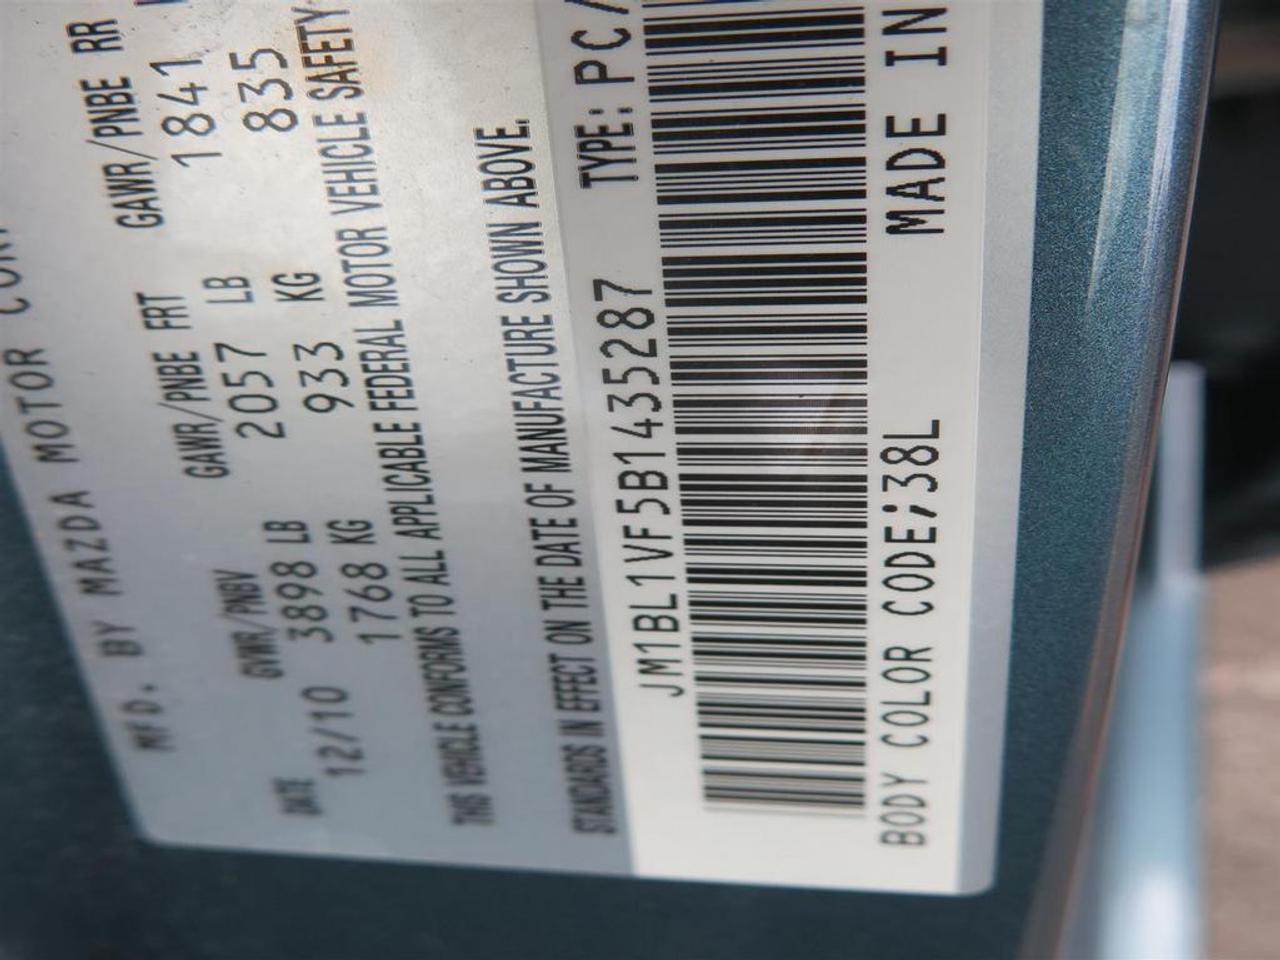 MFD. BY MAZDA MOTOR
DATE GVWR/PNBV GAWR/PNBE FRT GAWR/PNBE RR
12/10 3898 LB 2057 LB 1841
1768 KG 933 KG 835
THIS VEHICLE CONFORMS TO ALL APPLICABLE FEDERAL MOTOR VEHICLE SAFETY
STANDARDS IN EFFECT ON THE DATE OF MANUFACTURE SHOWN ABOVE.
JM1BL1VF5B1435287 TYPE: PC /
BODY COLOR CODE;38L MADE IN